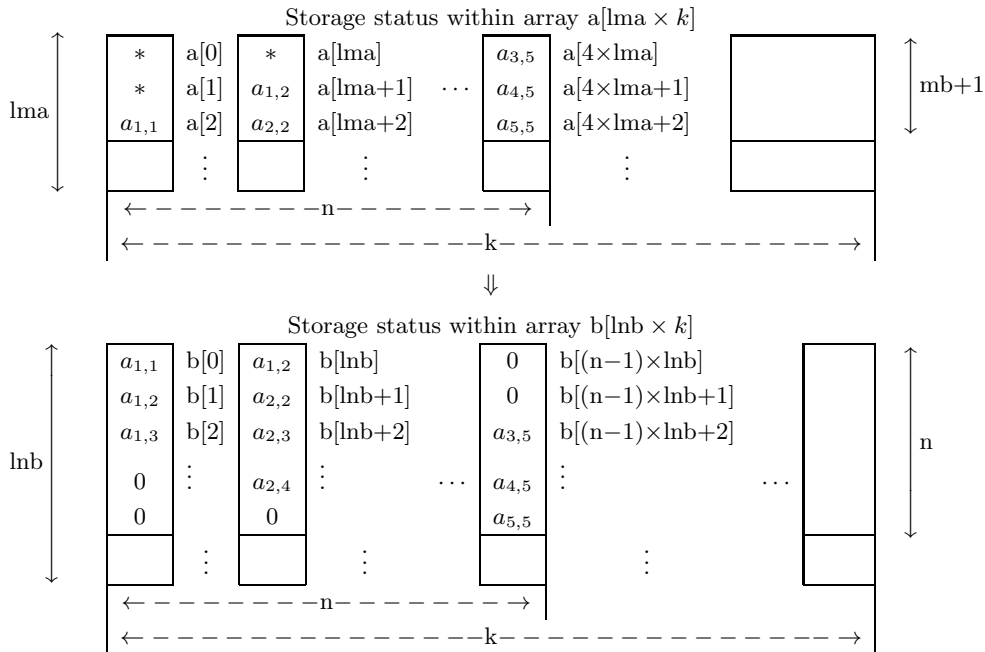 Storage status within array a[lma × k]
∗ a[0] ∗ a[lma] a3,5 a[4×lma]
∗ a[1] a1,2 a[lma+1] ⋯ a4,5 a[4×lma+1] mb+1
lma a1,1 a[2] a2,2 a[lma+2] a5,5 a[4×lma+2]
⋮ ⋮ ⋮
n
k
⇓
Storage status within array b[lnb × k]
a1,1 b[0] a1,2 b[lnb] 0 b[(n−1)×lnb]
a1,2 b[1] a2,2 b[lnb+1] 0 b[(n−1)×lnb+1]
a1,3 b[2] a2,3 b[lnb+2] a3,5 b[(n−1)×lnb+2] n
lnb 0 ⋮ a2,4 ⋮ ⋯ a4,5 ⋮ ⋯
0 0 a5,5
⋮ ⋮ ⋮
n
k